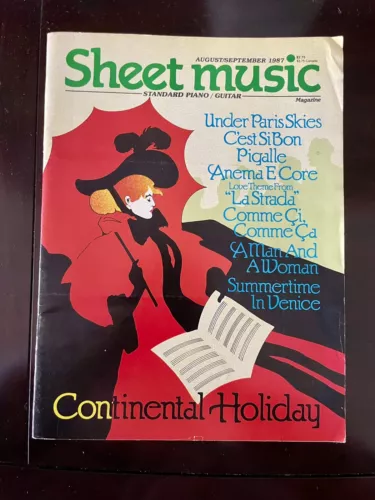 AUGUST/SEPTEMBER 1987
Sheet music
STANDARD PIANO / GUITAR
Magazine
Under Paris Skies
C'est Si Bon
Pigalle
Anema E Core
Love Theme From
"La Strada"
Comme Çi,
Comme Ça
A Man And
A Woman
Summertime
In Venice
Continental Holiday